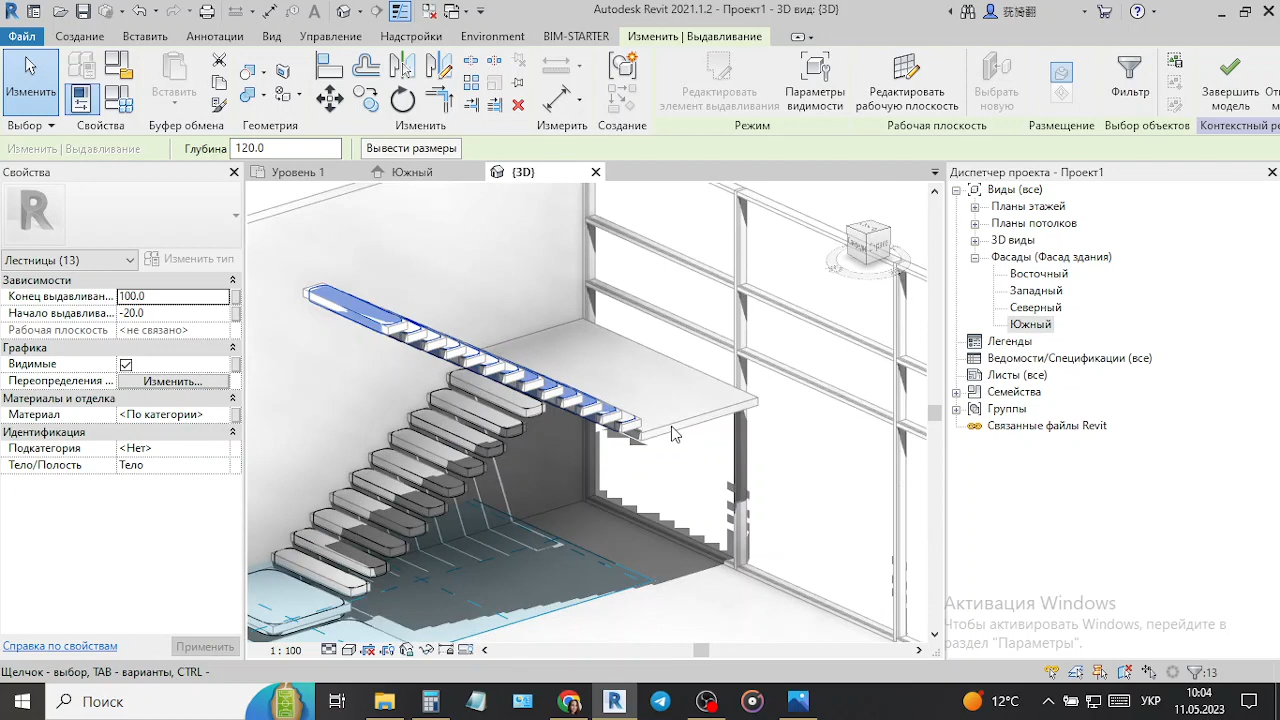 Autodesk Revit 2021.1.2 - Проект1 - 3D вид: {3D}
Файл Создание Вставить Аннотации Вид Управление Надстройки Environment BIM-STARTER Изменить | Выдавливание
Изменить
Вставить
Редактировать элемент выдавливания
Параметры видимости
Редактировать рабочую плоскость
Выбрать новую
Фильтр
Завершить модель
Выбор Свойства Буфер обмена Геометрия Изменить Измерить Создание Режим Рабочая плоскость Размещение Выбор объектов
Изменить | Выдавливание Глубина 120.0 Вывести размеры
Свойства
Уровень 1 Южный {3D}
Диспетчер проекта - Проект1
R
Лестницы (13) Изменить тип
Зависимости
Конец выдавливан... 100.0
Начало выдавлива... -20.0
Рабочая плоскость <не связано>
Графика
Видимые
Переопределения ... Изменить...
Материалы и отделка
Материал <По категории>
Идентификация
Подкатегория <Нет>
Тело/Полость Тело
Справка по свойствам Применить
Виды (все)
Планы этажей
Планы потолков
3D виды
Фасады (Фасад здания)
Восточный
Западный
Северный
Южный
Легенды
Ведомости/Спецификации (все)
Листы (все)
Семейства
Группы
Связанные файлы Revit
Активация Windows
Чтобы активировать Windows, перейдите в раздел "Параметры".
1 : 100
Щелчок - выбор, TAB - варианты, CTRL -
:13
Поиск
12°C
УКР
10:04
11.05.2023